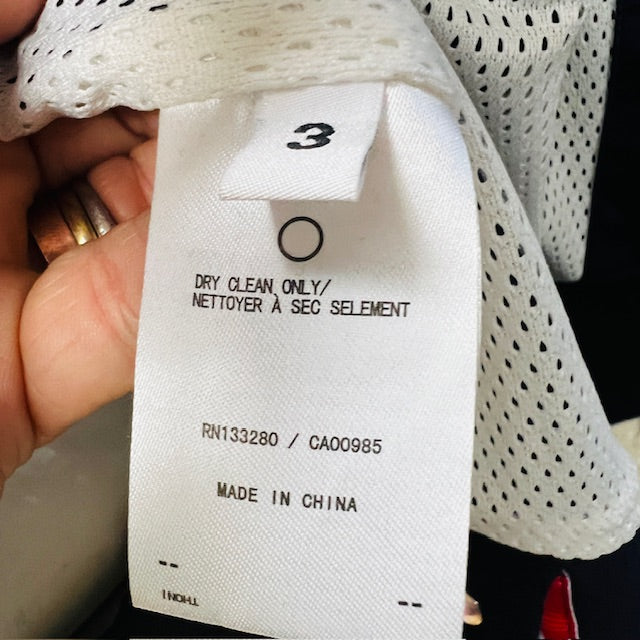 3
DRY CLEAN ONLY/
NETTOYER À SEC SELEMENT
RN133280 / CA00985
MADE IN CHINA